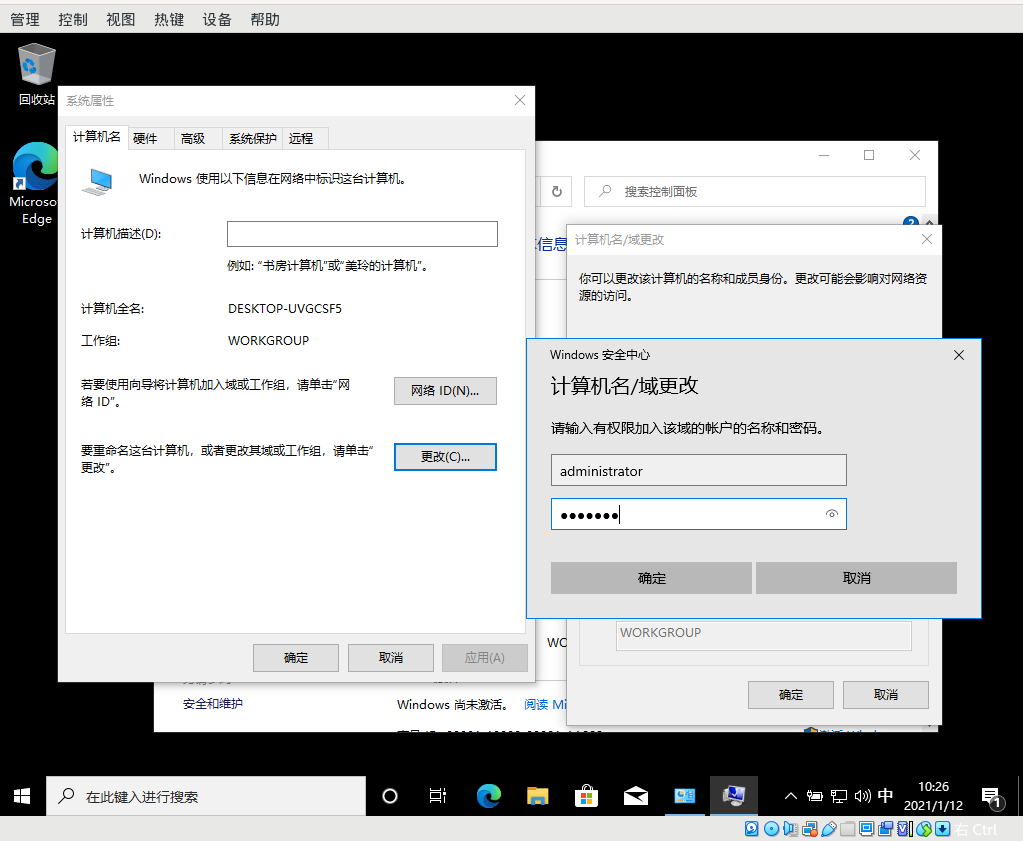 管理 控制 视图 热键 设备 帮助
回收站
Microso
Edge
系统属性
计算机名 硬件 高级 系统保护 远程
Windows 使用以下信息在网络中标识这台计算机。
计算机描述(D):
例如: “书房计算机”或“美玲的计算机”。
计算机全名: DESKTOP-UVGCSF5
工作组: WORKGROUP
若要使用向导将计算机加入域或工作组，请单击“网
络 ID”。
网络 ID(N)...
要重命名这台计算机，或者更改其域或工作组，请单击“
更改”。
更改(C)...
确定 取消 应用(A)
搜索控制面板
信息
计算机名/域更改
你可以更改该计算机的名称和成员身份。更改可能会影响对网络资
源的访问。
Windows 安全中心
计算机名/域更改
请输入有权限加入该域的帐户的名称和密码。
administrator
●●●●●●●
确定 取消
WO
WORKGROUP
确定 取消
安全和维护
Windows 尚未激活。 阅读 Mi
在此键入进行搜索
中
10:26
2021/1/12
1
右 Ctrl